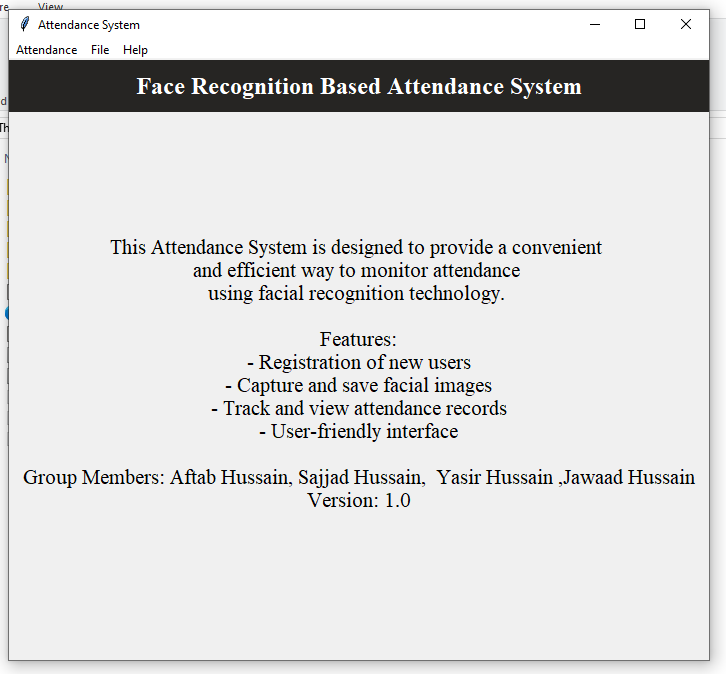 View
Attendance System
Attendance File Help
Face Recognition Based Attendance System
This Attendance System is designed to provide a convenient
and efficient way to monitor attendance
using facial recognition technology.
Features:
- Registration of new users
- Capture and save facial images
- Track and view attendance records
- User-friendly interface
Group Members: Aftab Hussain, Sajjad Hussain,  Yasir Hussain ,Jawaad Hussain
Version: 1.0